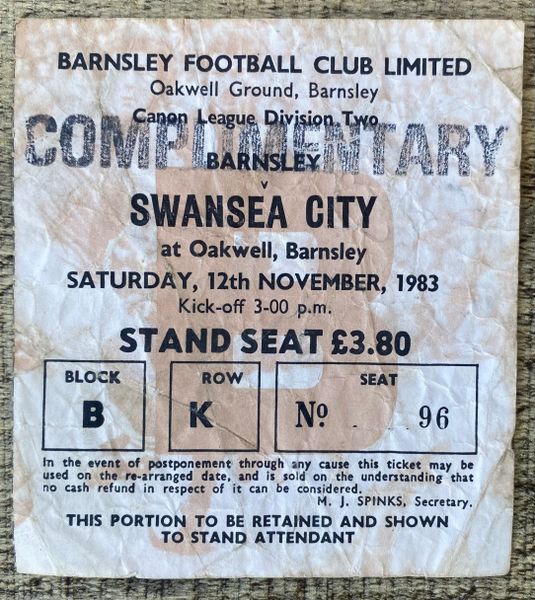 BARNSLEY FOOTBALL CLUB LIMITED
Oakwell Ground, Barnsley
Canon League Division Two
COMPLIMENTARY
BARNSLEY
v
SWANSEA CITY
at Oakwell, Barnsley
SATURDAY, 12th NOVEMBER, 1983
Kick-off 3-00 p.m.
STAND SEAT £3.80
BLOCK
B
ROW
K
SEAT
Nº 96
In the event of postponement through any cause this ticket may be
used on the re-arranged date, and is sold on the understanding that
no cash refund in respect of it can be considered.
M. J. SPINKS, Secretary.
THIS PORTION TO BE RETAINED AND SHOWN
TO STAND ATTENDANT